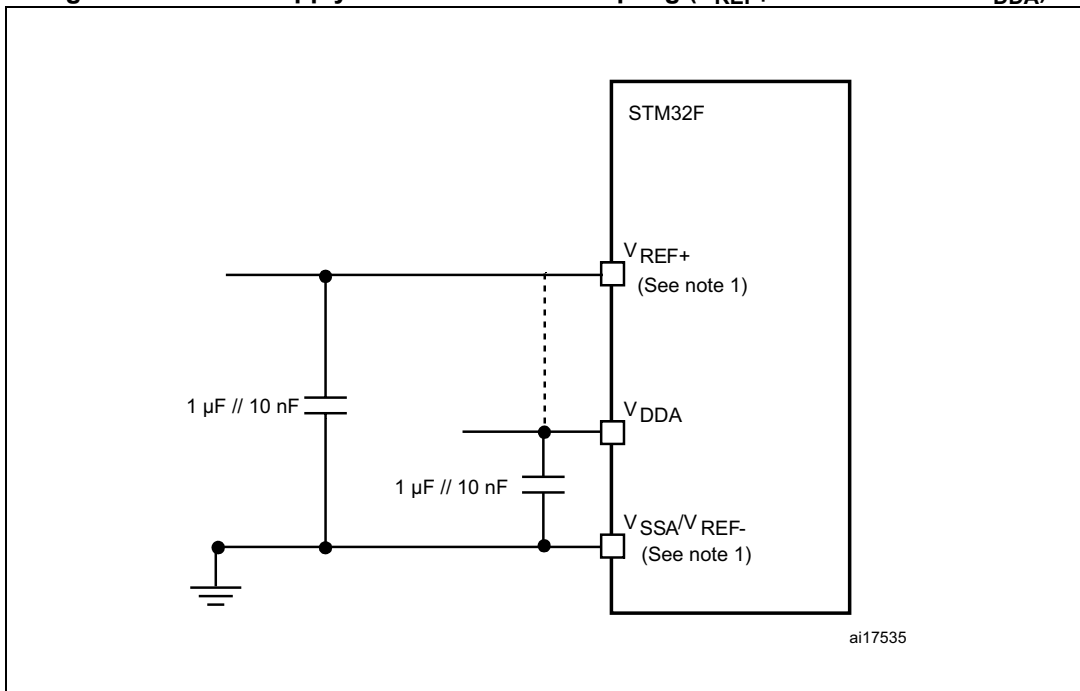 STM32F
VREF+
(See note 1)
1 µF // 10 nF
VDDA
1 µF // 10 nF
VSSA/VREF-
(See note 1)
ai17535